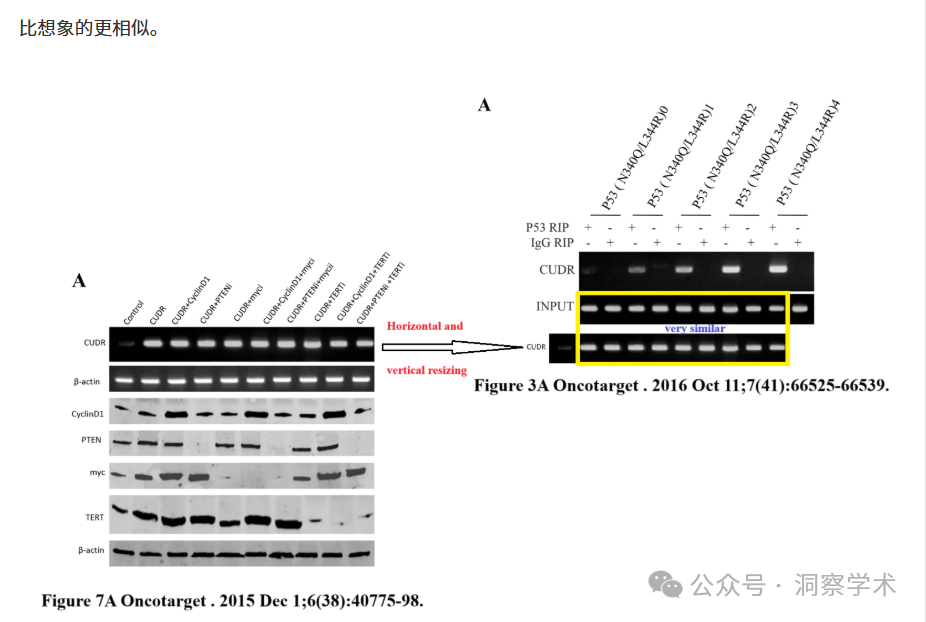 比想象的更相似。
A
P53 ( N340Q/L344R)0
P53 ( N340Q/L344R)1
P53 ( N340Q/L344R)2
P53 ( N340Q/L344R)3
P53 ( N340Q/L344R)4
P53 RIP + - + - + - + - + -
IgG RIP - + - + - + - + - +
CUDR
INPUT
very similar
CUDR
Figure 3A Oncotarget . 2016 Oct 11;7(41):66525-66539.
A
Control
CUDR
CUDR+CyclinD1
CUDR+PTENi
CUDR+myci
CUDR+CyclinD1+myci
CUDR+PTENi+mycii
CUDR+TERTi
CUDR+CyclinD1+TERTi
CUDR+PTENi +TERTi
CUDR
β-actin
CyclinD1
PTEN
myc
TERT
β-actin
Horizontal and
vertical resizing
Figure 7A Oncotarget . 2015 Dec 1;6(38):40775-98.
公众号 · 洞察学术